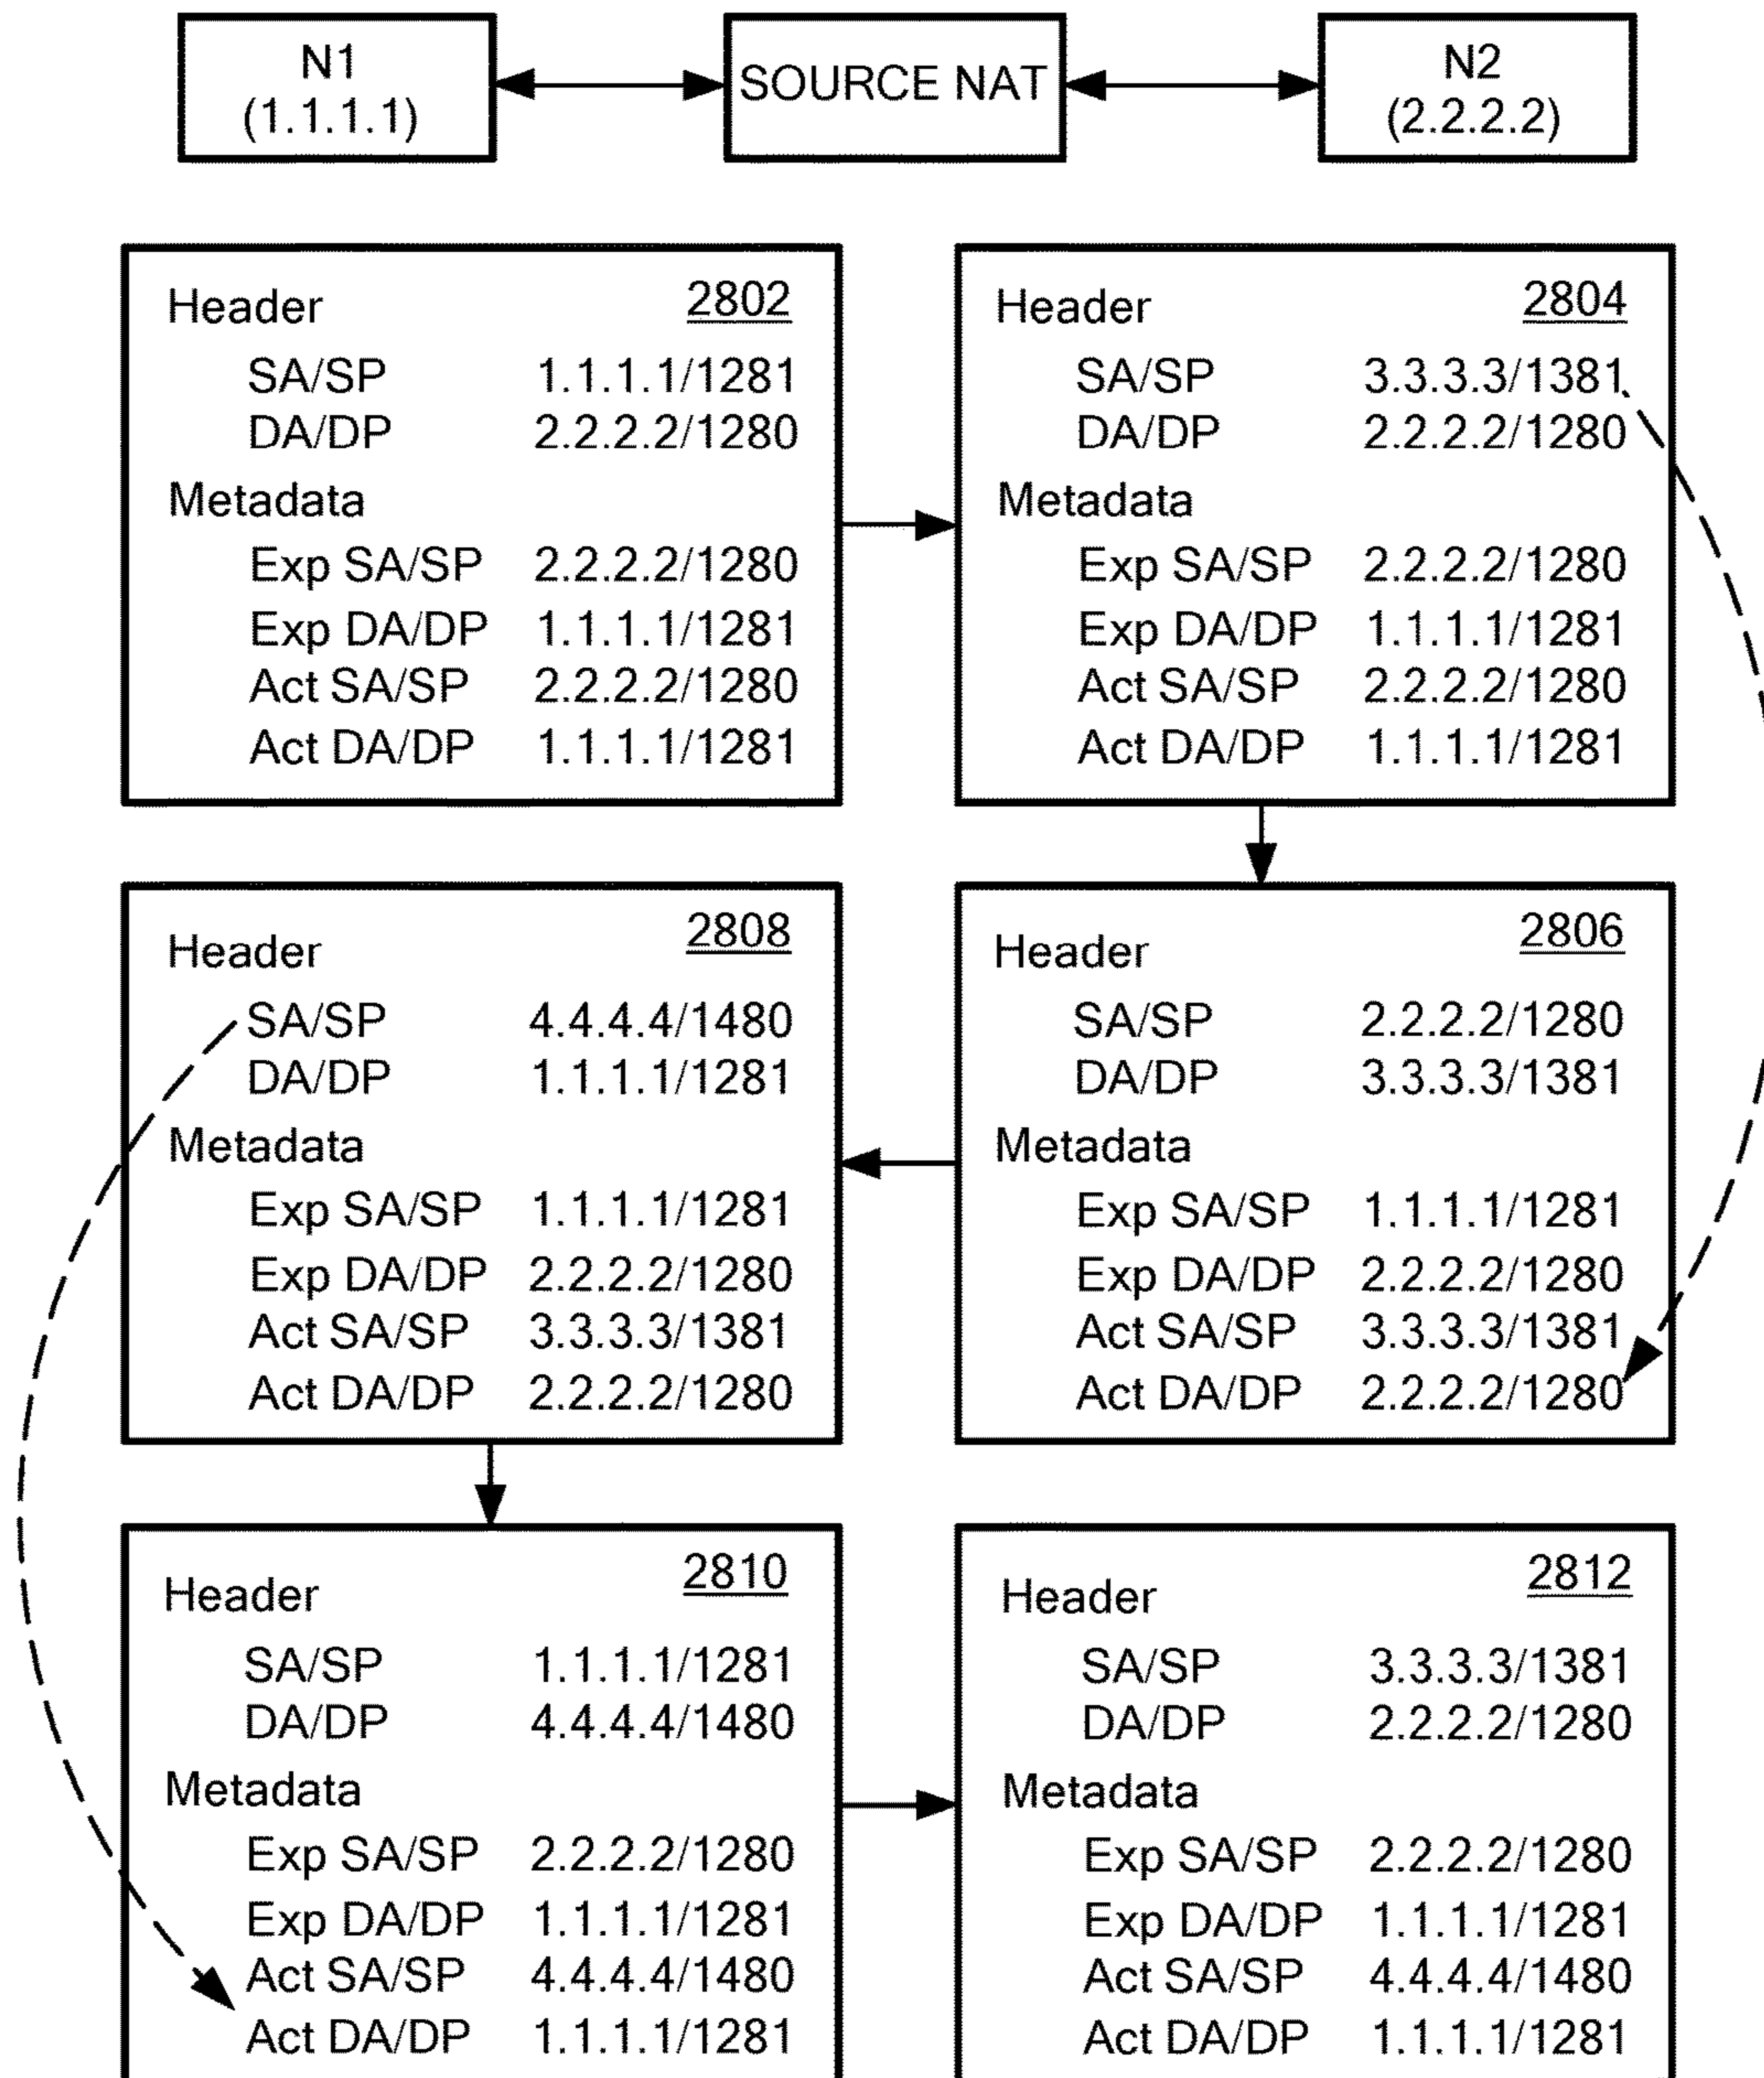 N1
(1.1.1.1)
SOURCE NAT
N2
(2.2.2.2)
Header 2802
SA/SP 1.1.1.1/1281
DA/DP 2.2.2.2/1280
Metadata
Exp SA/SP 2.2.2.2/1280
Exp DA/DP 1.1.1.1/1281
Act SA/SP 2.2.2.2/1280
Act DA/DP 1.1.1.1/1281
Header 2804
SA/SP 3.3.3.3/1381
DA/DP 2.2.2.2/1280
Metadata
Exp SA/SP 2.2.2.2/1280
Exp DA/DP 1.1.1.1/1281
Act SA/SP 2.2.2.2/1280
Act DA/DP 1.1.1.1/1281
Header 2808
SA/SP 4.4.4.4/1480
DA/DP 1.1.1.1/1281
Metadata
Exp SA/SP 1.1.1.1/1281
Exp DA/DP 2.2.2.2/1280
Act SA/SP 3.3.3.3/1381
Act DA/DP 2.2.2.2/1280
Header 2806
SA/SP 2.2.2.2/1280
DA/DP 3.3.3.3/1381
Metadata
Exp SA/SP 1.1.1.1/1281
Exp DA/DP 2.2.2.2/1280
Act SA/SP 3.3.3.3/1381
Act DA/DP 2.2.2.2/1280
Header 2810
SA/SP 1.1.1.1/1281
DA/DP 4.4.4.4/1480
Metadata
Exp SA/SP 2.2.2.2/1280
Exp DA/DP 1.1.1.1/1281
Act SA/SP 4.4.4.4/1480
Act DA/DP 1.1.1.1/1281
Header 2812
SA/SP 3.3.3.3/1381
DA/DP 2.2.2.2/1280
Metadata
Exp SA/SP 2.2.2.2/1280
Exp DA/DP 1.1.1.1/1281
Act SA/SP 4.4.4.4/1480
Act DA/DP 1.1.1.1/1281